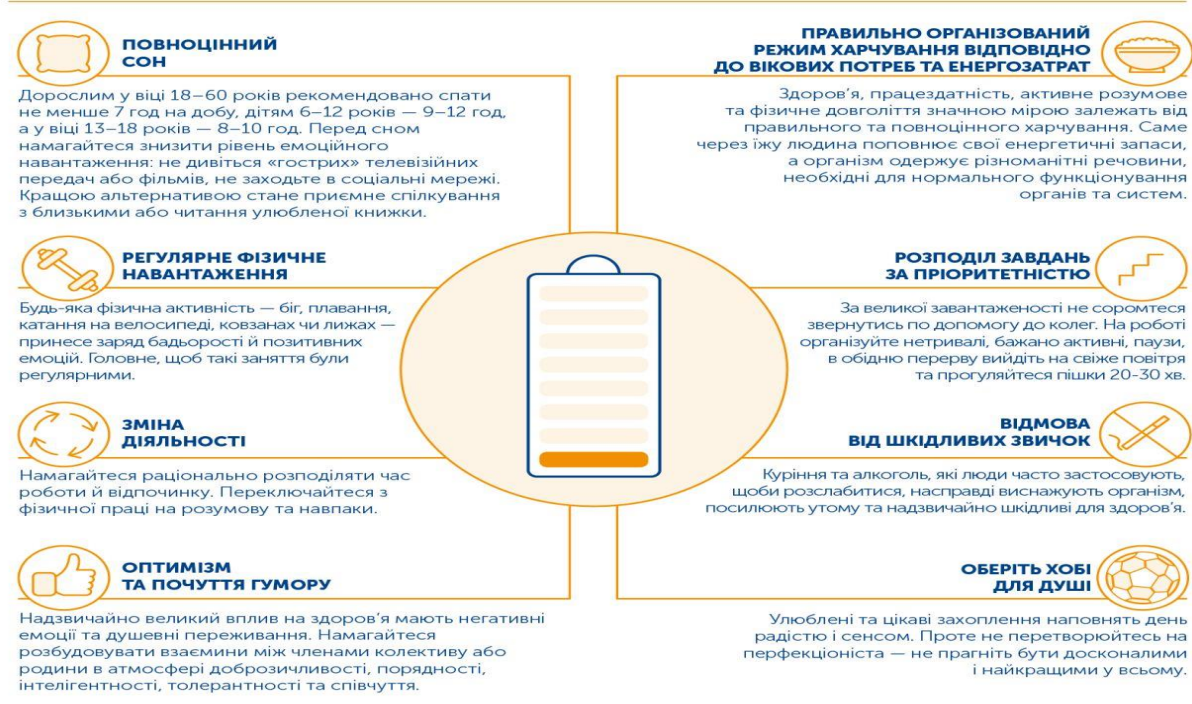 ПОВНОЦІННИЙ
СОН
Дорослим у віці 18–60 років рекомендовано спати
не менше 7 год на добу, дітям 6–12 років — 9–12 год,
а у віці 13–18 років — 8–10 год. Перед сном
намагайтеся знизити рівень емоційного
навантаження: не дивіться «гострих» телевізійних
передач або фільмів, не заходьте в соціальні мережі.
Кращою альтернативою стане приємне спілкування
з близькими або читання улюбленої книжки.
РЕГУЛЯРНЕ ФІЗИЧНЕ
НАВАНТАЖЕННЯ
Будь-яка фізична активність — біг, плавання,
катання на велосипеді, ковзанах чи лижах —
принесе заряд бадьорості й позитивних
емоцій. Головне, щоб такі заняття були
регулярними.
ЗМІНА
ДІЯЛЬНОСТІ
Намагайтеся раціонально розподіляти час
роботи й відпочинку. Переключайтеся з
фізичної праці на розумову та навпаки.
ОПТИМІЗМ
ТА ПОЧУТТЯ ГУМОРУ
Надзвичайно великий вплив на здоров’я мають негативні
емоції та душевні переживання. Намагайтеся
розбудовувати взаємини між членами колективу або
родини в атмосфері доброзичливості, порядності,
інтелігентності, толерантності та співчуття.
ПРАВИЛЬНО ОРГАНІЗОВАНИЙ
РЕЖИМ ХАРЧУВАННЯ ВІДПОВІДНО
ДО ВІКОВИХ ПОТРЕБ ТА ЕНЕРГОЗАТРАТ
Здоров’я, працездатність, активне розумове
та фізичне довголіття значною мірою залежать від
правильного та повноцінного харчування. Саме
через їжу людина поповнює свої енергетичні запаси,
а організм одержує різноманітні речовини,
необхідні для нормального функціонування
органів та систем.
РОЗПОДІЛ ЗАВДАНЬ
ЗА ПРІОРИТЕТНІСТЮ
За великої завантаженості не соромтеся
звернутись по допомогу до колег. На роботі
організуйте нетривалі, бажано активні, паузи,
в обідню перерву вийдіть на свіже повітря
та прогуляйтеся пішки 20-30 хв.
ВІДМОВА
ВІД ШКІДЛИВИХ ЗВИЧОК
Куріння та алкоголь, які люди часто застосовують,
щоби розслабитися, насправді виснажують організм,
посилюють утому та надзвичайно шкідливі для здоров’я.
ОБЕРІТЬ ХОБІ
ДЛЯ ДУШІ
Улюблені та цікаві захоплення наповнять день
радістю і сенсом. Проте не перетворюйтесь на
перфекціоніста — не прагніть бути досконалими
і найкращими у всьому.